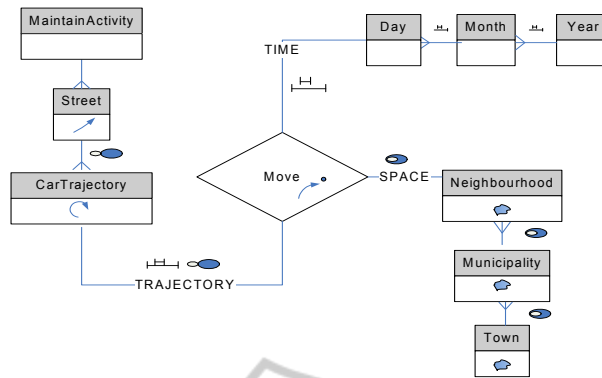 MaintainActivity
Day
Month
Year
TIME
Street
Move
SPACE
CarTrajectory
Neighbourhood
Municipality
TRAJECTORY
Town